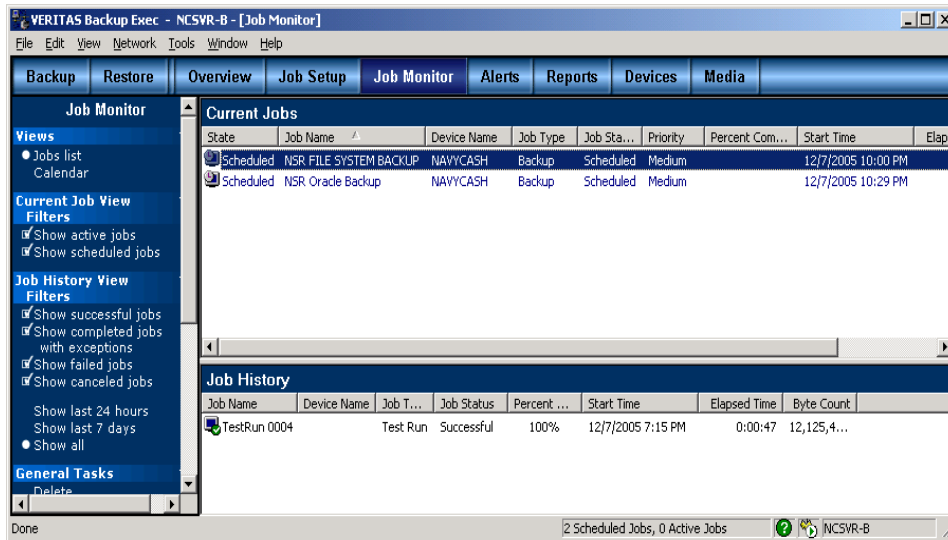 VERITAS Backup Exec - NCSVR-B - [Job Monitor]
File Edit View Network Tools Window Help
Backup Restore Overview Job Setup Job Monitor Alerts Reports Devices Media
Job Monitor
Views
Jobs list
Calendar
Current Job View
Filters
Show active jobs
Show scheduled jobs
Job History View
Filters
Show successful jobs
Show completed jobs
with exceptions
Show failed jobs
Show canceled jobs
Show last 24 hours
Show last 7 days
Show all
General Tasks
Delete
Current Jobs
State Job Name Device Name Job Type Job Sta... Priority Percent Com... Start Time Elap
Scheduled NSR FILE SYSTEM BACKUP NAVYCASH Backup Scheduled Medium 12/7/2005 10:00 PM
Scheduled NSR Oracle Backup NAVYCASH Backup Scheduled Medium 12/7/2005 10:29 PM
Job History
Job Name Device Name Job T... Job Status Percent ... Start Time Elapsed Time Byte Count
TestRun 0004 Test Run Successful 100% 12/7/2005 7:15 PM 0:00:47 12,125,4...
Done 2 Scheduled Jobs, 0 Active Jobs NCSVR-B